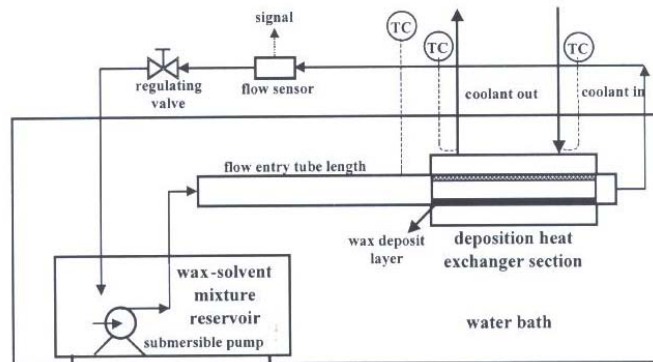 signal
TC
TC
TC
regulating
valve
flow sensor
coolant out
coolant in
flow entry tube length
wax deposit
layer
deposition heat
exchanger section
wax-solvent
mixture
reservoir
submersible pump
water bath